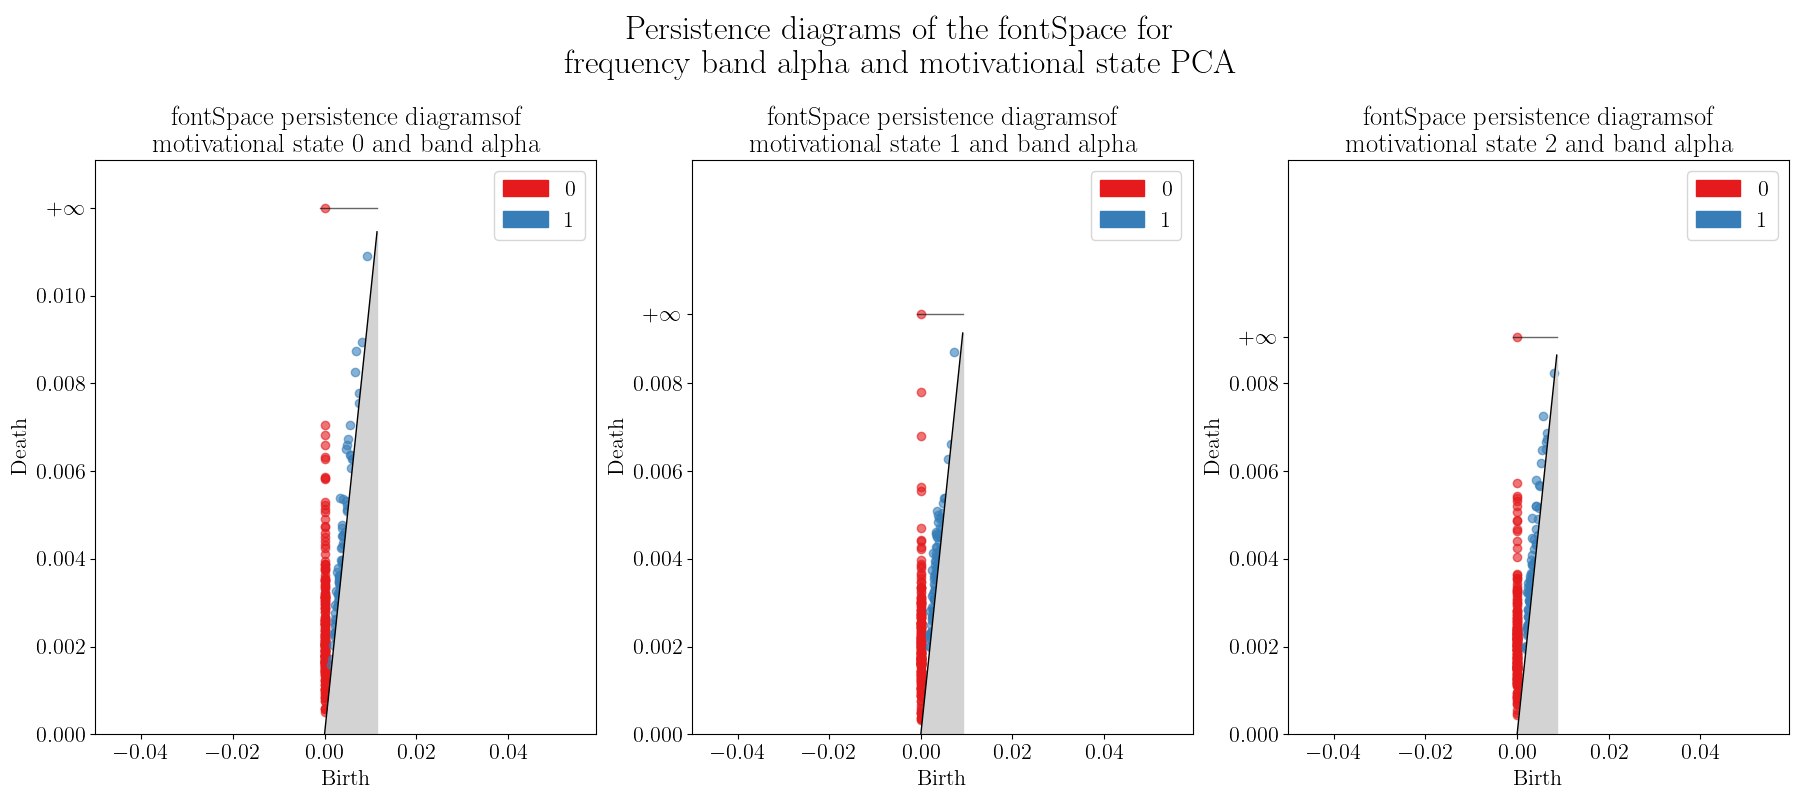 Persistence diagrams of the fontSpace for
frequency band alpha and motivational state PCA
fontSpace persistence diagramsof
motivational state 0 and band alpha
0
1
+∞
0.010
0.008
0.006
0.004
0.002
0.000
Death
−0.04
−0.02
0.00
0.02
0.04
Birth
fontSpace persistence diagramsof
motivational state 1 and band alpha
0
1
+∞
0.008
0.006
0.004
0.002
0.000
Death
−0.04
−0.02
0.00
0.02
0.04
Birth
fontSpace persistence diagramsof
motivational state 2 and band alpha
0
1
+∞
0.008
0.006
0.004
0.002
0.000
Death
−0.04
−0.02
0.00
0.02
0.04
Birth